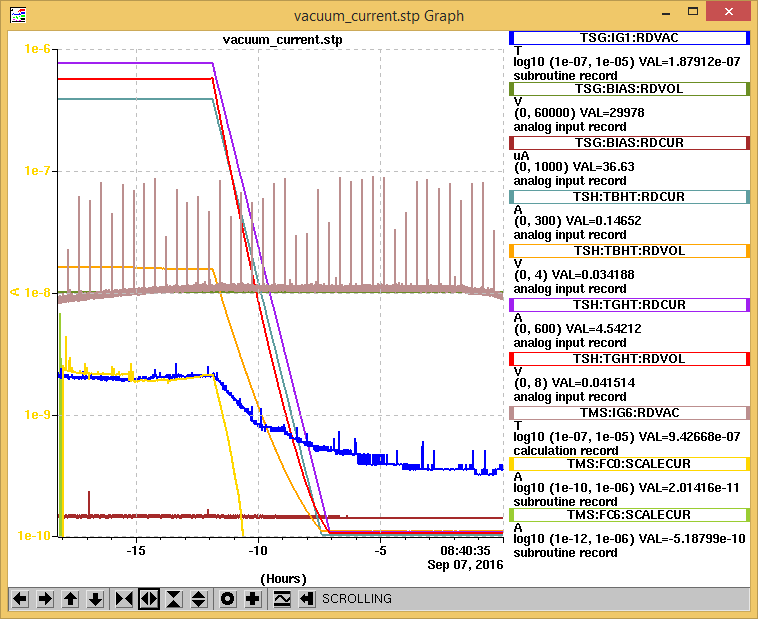 vacuum_current.stp Graph
vacuum_current.stp
1e-6
1e-7
A
1e-8
1e-9
1e-10
-15
-10
-5
08:40:35
Sep 07, 2016
(Hours)
TSG:IG1:RDVAC
T
log10 (1e-07, 1e-05) VAL=1.87912e-07
subroutine record
TSG:BIAS:RDVOL
V
(0, 60000) VAL=29978
analog input record
TSG:BIAS:RDCUR
uA
(0, 1000) VAL=36.63
analog input record
TSH:TBHT:RDCUR
A
(0, 300) VAL=0.14652
analog input record
TSH:TBHT:RDVOL
V
(0, 4) VAL=0.034188
analog input record
TSH:TGHT:RDCUR
A
(0, 600) VAL=4.54212
analog input record
TSH:TGHT:RDVOL
V
(0, 8) VAL=0.041514
analog input record
TMS:IG6:RDVAC
T
log10 (1e-07, 1e-05) VAL=9.42668e-07
calculation record
TMS:FC0:SCALECUR
A
log10 (1e-10, 1e-06) VAL=2.01416e-11
subroutine record
TMS:FC6:SCALECUR
A
log10 (1e-12, 1e-06) VAL=-5.18799e-10
subroutine record
SCROLLING